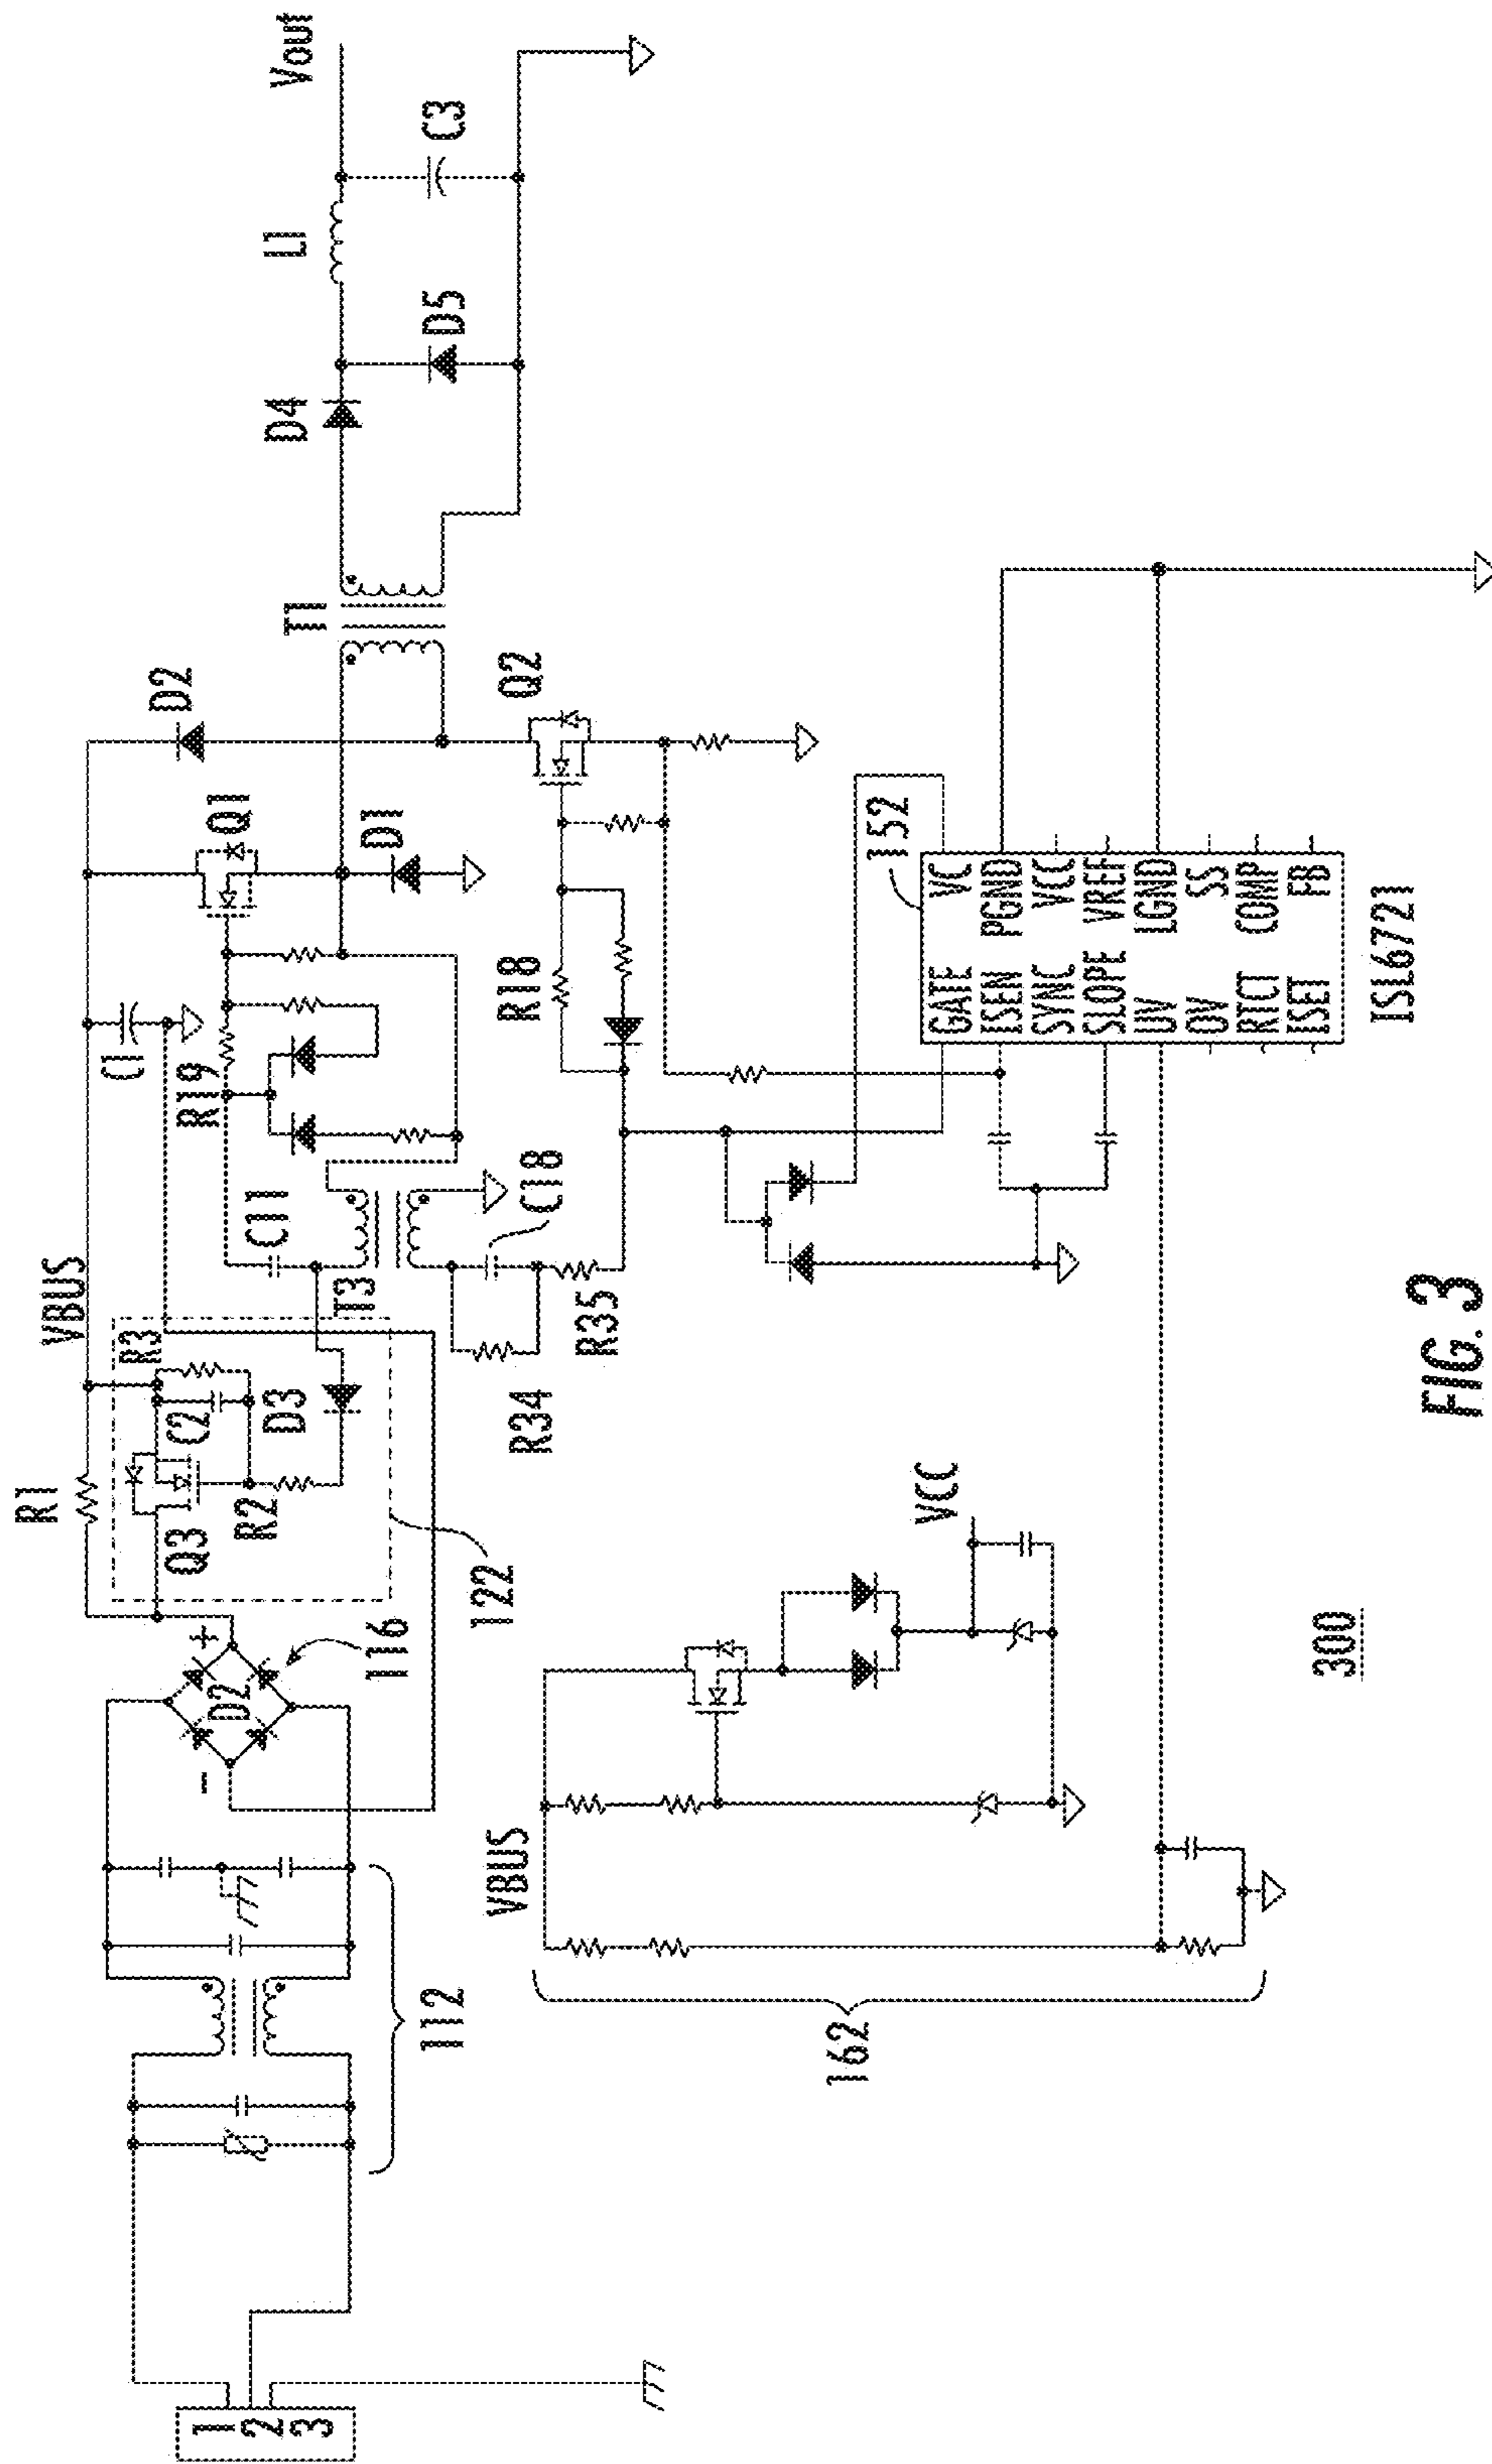 1
2
3
112
-
D2
+
116
R1
Q3
R2
C2
R3
D3
122
VBUS
C1
R19
C11
T3
C18
R34
R35
Q1
D1
D2
Q2
R18
T1
D4
D5
L1
C3
Vout
VBUS
162
VCC
152
GATE VC
ISEN PGND
SYNC VCC
SLOPE VREF
UV LGND
OV SS
RTCT COMP
ISET FB
ISL6721
300
FIG. 3